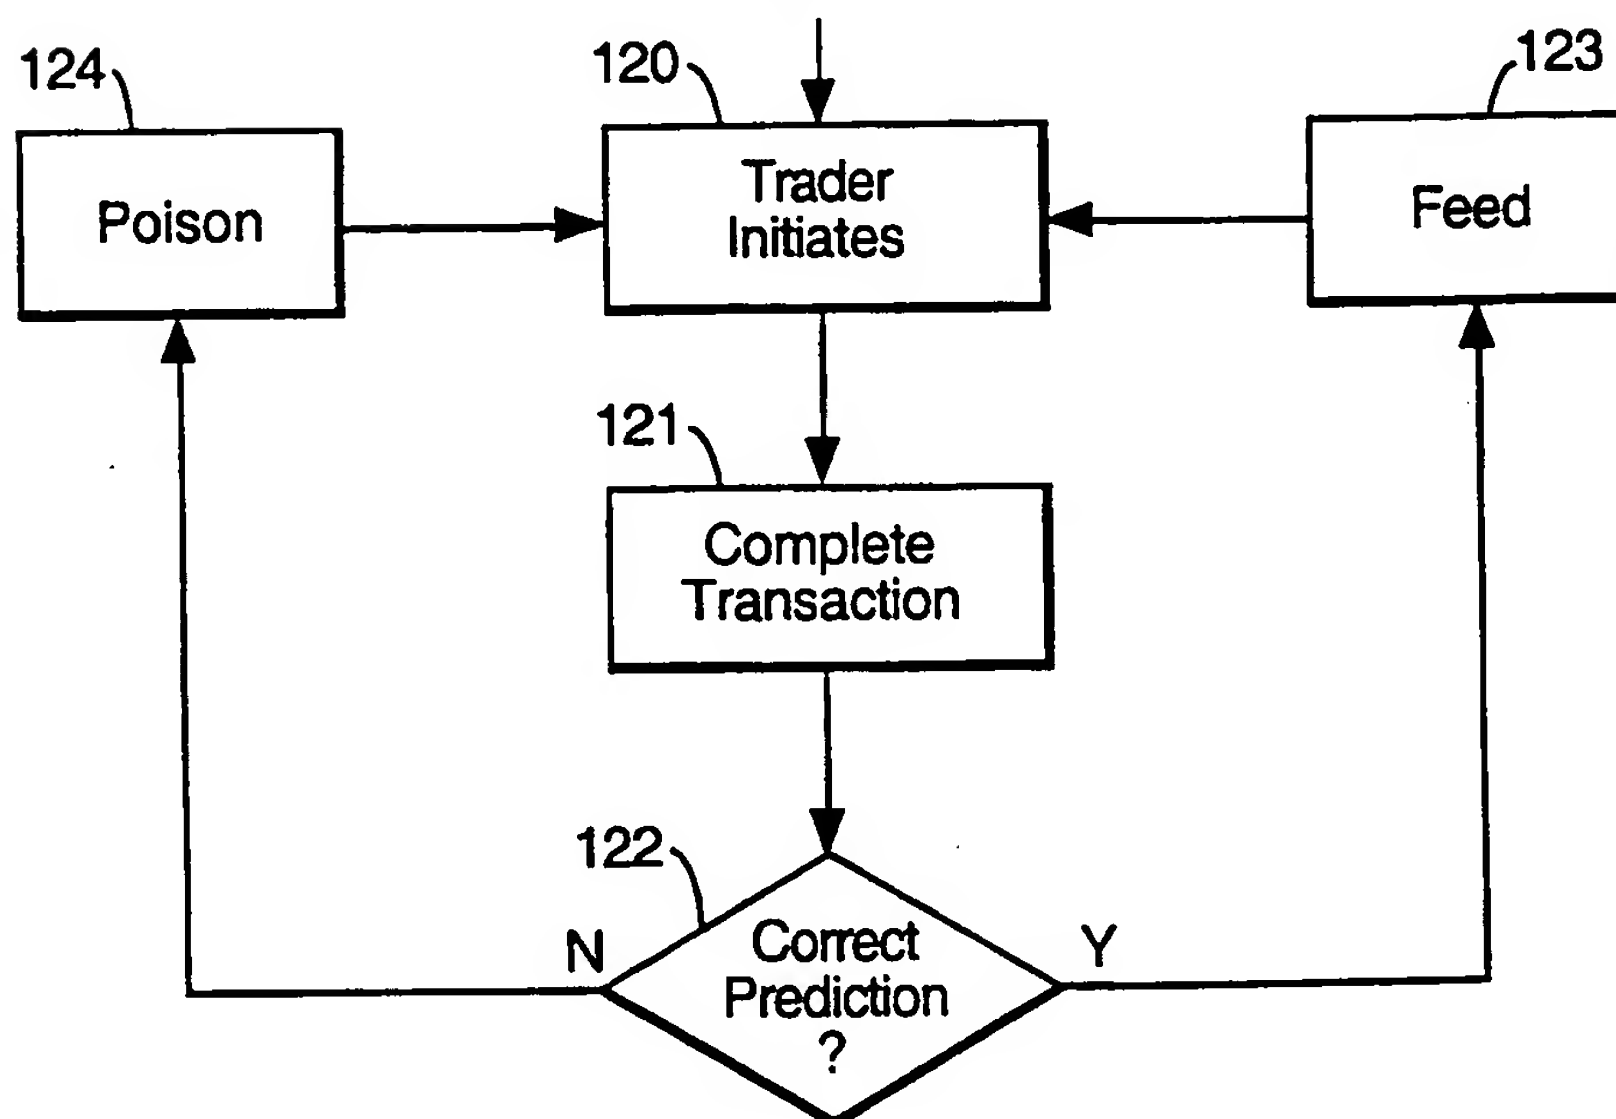 124
120
123
Poison
Trader
Initiates
Feed
121
Complete
Transaction
122
N
Correct
Prediction
?
Y